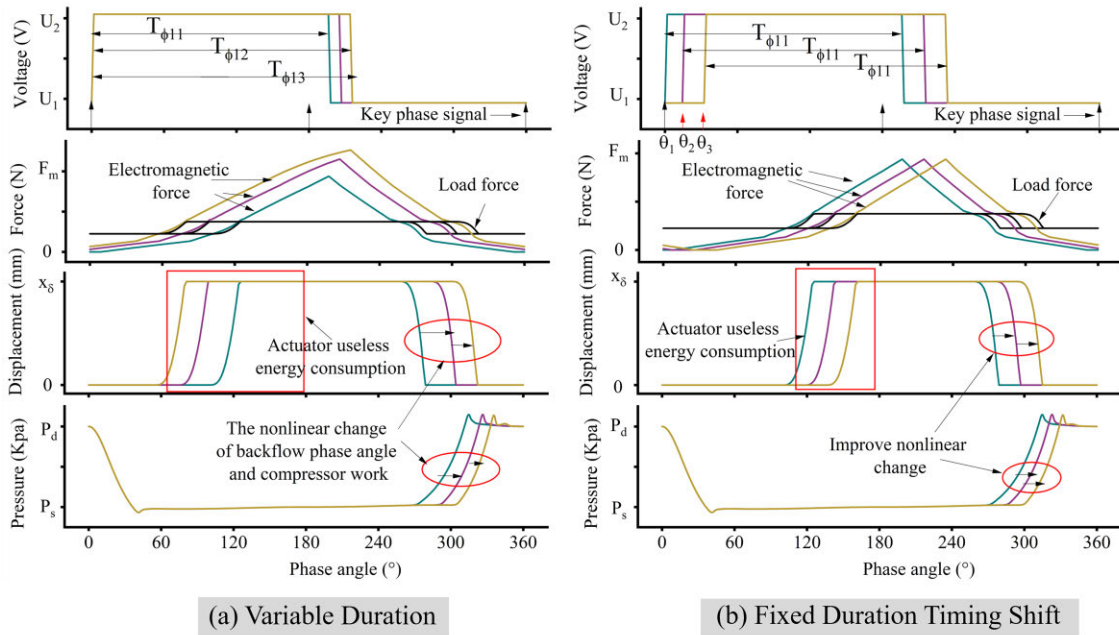 Voltage (V)
U2
U1
Tϕ11
Tϕ12
Tϕ13
Key phase signal
Force (N)
Fm
0
Electromagnetic
force
Load force
Displacement (mm)
xδ
0
Actuator useless
energy consumption
Pressure (Kpa)
Pd
Ps
The nonlinear change
of backflow phase angle
and compressor work
0 60 120 180 240 300 360
Phase angle (°)
(a) Variable Duration
Voltage (V)
U2
U1
Tϕ11
Tϕ11
Tϕ11
Key phase signal
θ1 θ2 θ3
Force (N)
Fm
0
Electromagnetic
force
Load force
Displacement (mm)
xδ
0
Actuator useless
energy consumption
Pressure (Kpa)
Pd
Ps
Improve nonlinear
change
0 60 120 180 240 300 360
Phase angle (°)
(b) Fixed Duration Timing Shift